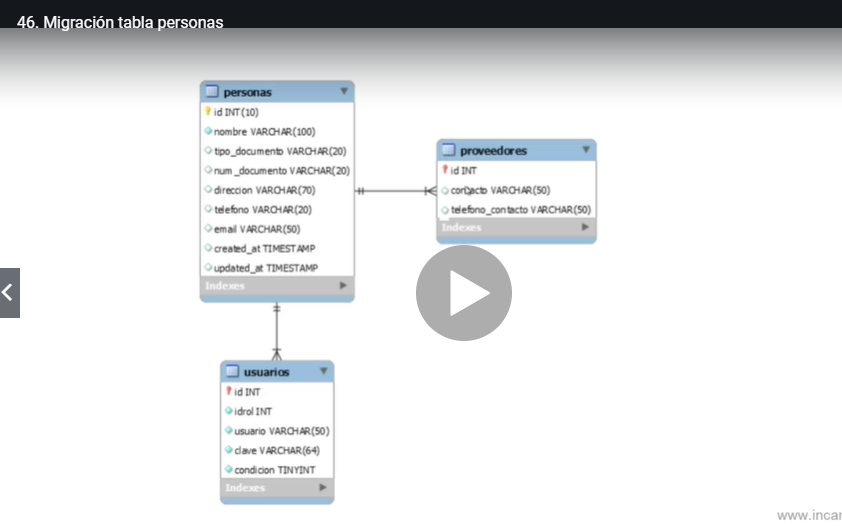 46. Migración tabla personas
personas
id INT(10)
nombre VARCHAR(100)
tipo_documento VARCHAR(20)
num_documento VARCHAR(20)
direccion VARCHAR(70)
telefono VARCHAR(20)
email VARCHAR(50)
created_at TIMESTAMP
updated_at TIMESTAMP
Indexes
proveedores
id INT
contacto VARCHAR(50)
telefono_contacto VARCHAR(50)
Indexes
usuarios
id INT
idrol INT
usuario VARCHAR(50)
clave VARCHAR(64)
condicion TINYINT
Indexes
www.incar